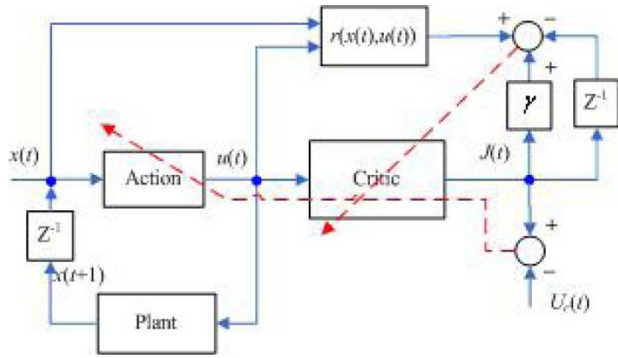 r(x(t),u(t))
+
−
+
γ
Z-1
x(t)
u(t)
J(t)
Action
Critic
Z-1
+
−
x(t+1)
Uc(t)
Plant